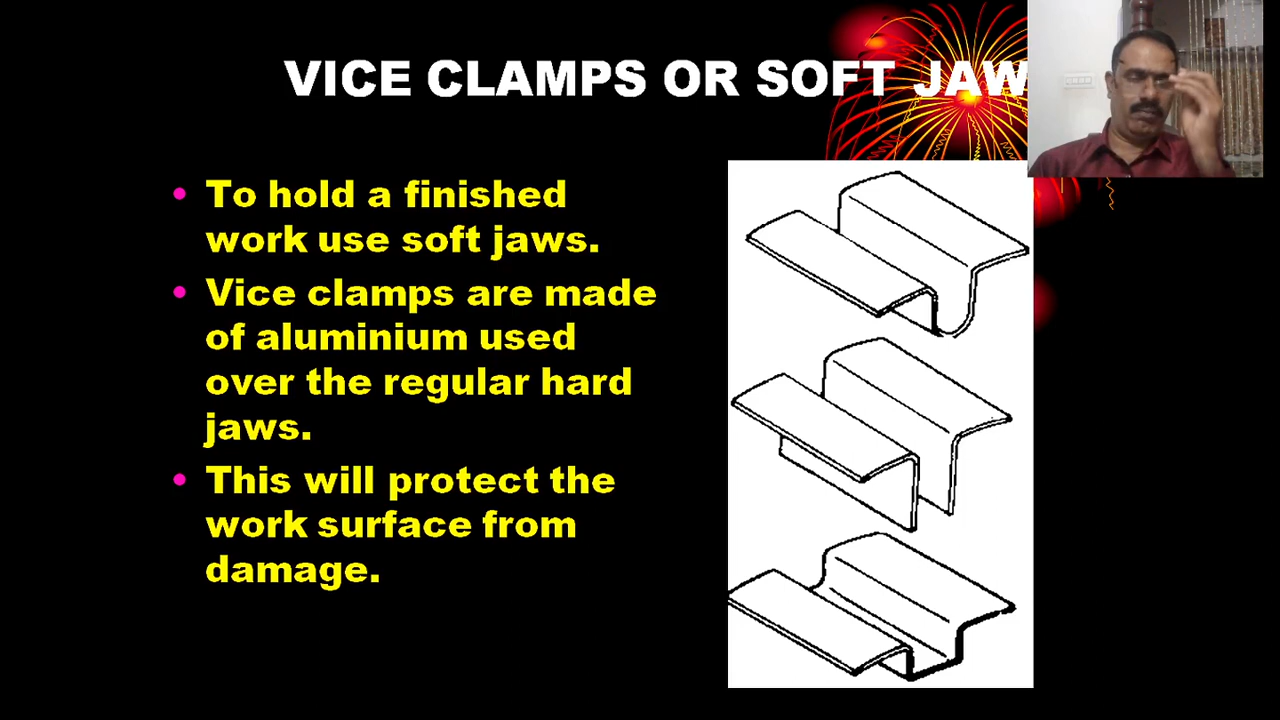 VICE CLAMPS OR SOFT JAW
• To hold a finished
work use soft jaws.
• Vice clamps are made
of aluminium used
over the regular hard
jaws.
• This will protect the
work surface from
damage.